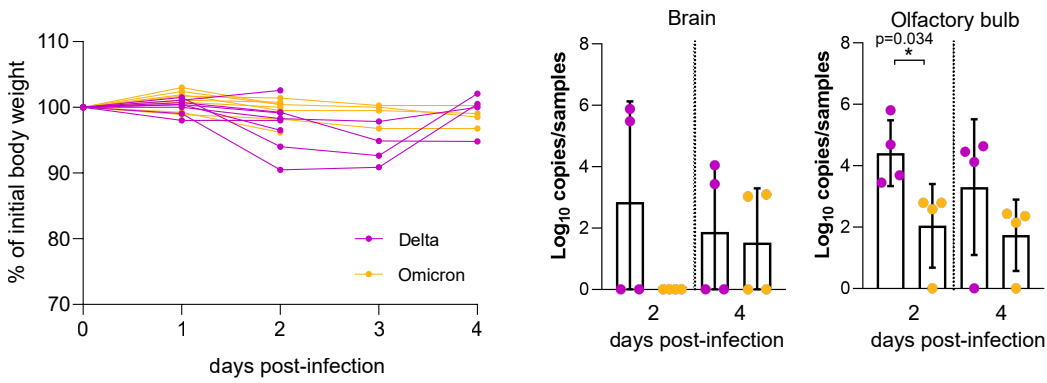 % of initial body weight
110
100
90
80
70
0 1 2 3 4
days post-infection
Delta
Omicron
Brain
Log10 copies/samples
8
6
4
2
0
2 4
days post-infection
Olfactory bulb
p=0.034
*
Log10 copies/samples
8
6
4
2
0
2 4
days post-infection